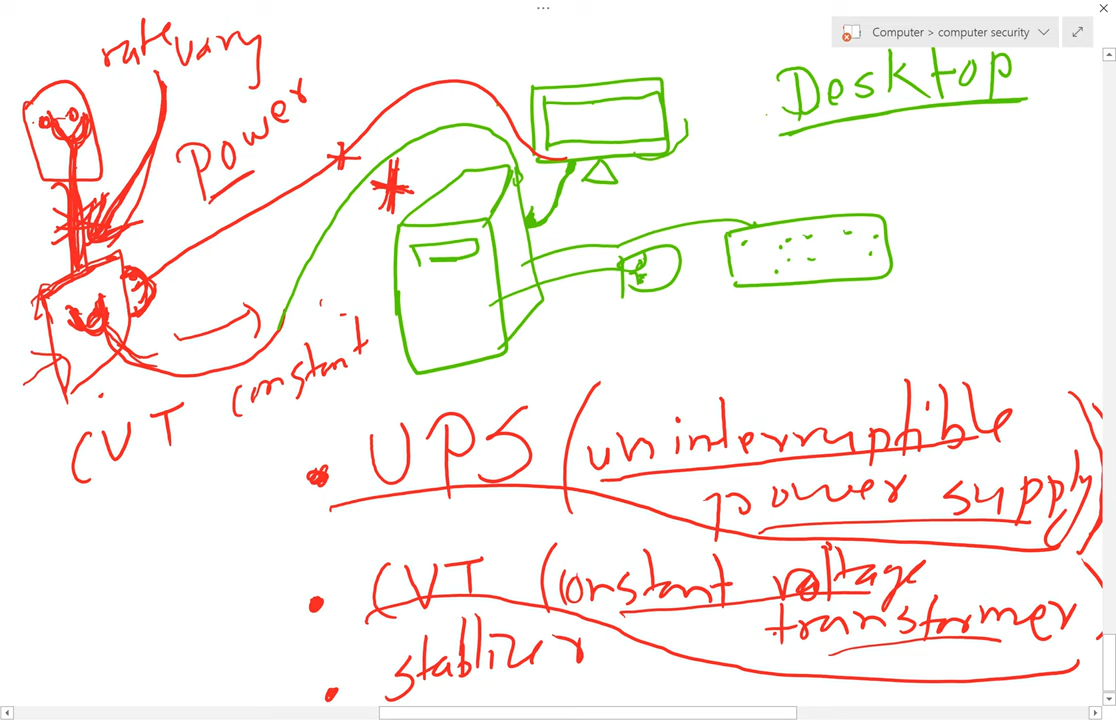 Computer > computer security
rate vary
Desktop
Power
constant
CVT
UPS (uninterruptible
power supply)
CVT (constant voltage
transformer
stablizer